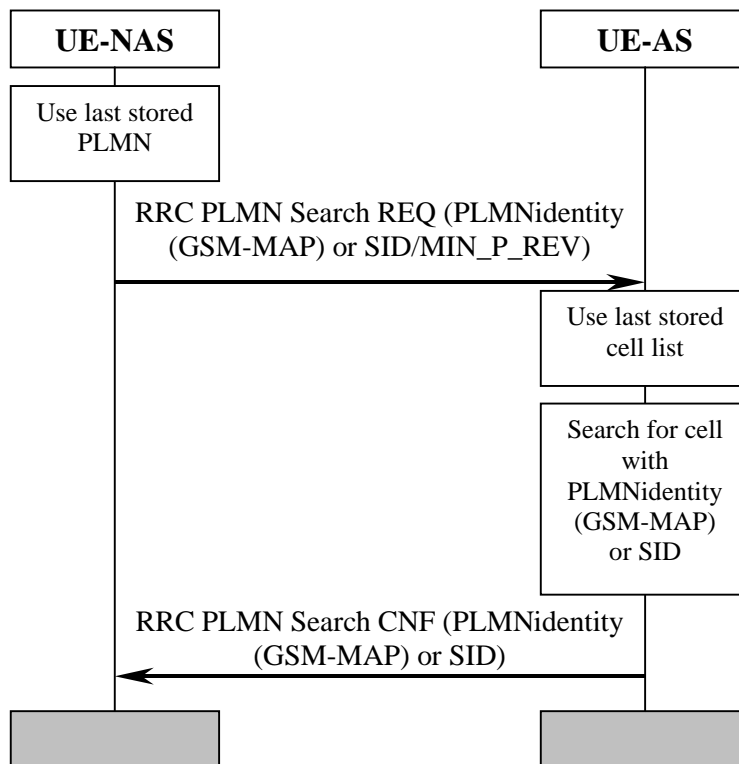 UE-NAS
UE-AS
Use last stored
PLMN
RRC PLMN Search REQ (PLMNidentity
(GSM-MAP) or SID/MIN_P_REV)
Use last stored
cell list
Search for cell
with
PLMNidentity
(GSM-MAP)
or SID
RRC PLMN Search CNF (PLMNidentity
(GSM-MAP) or SID)